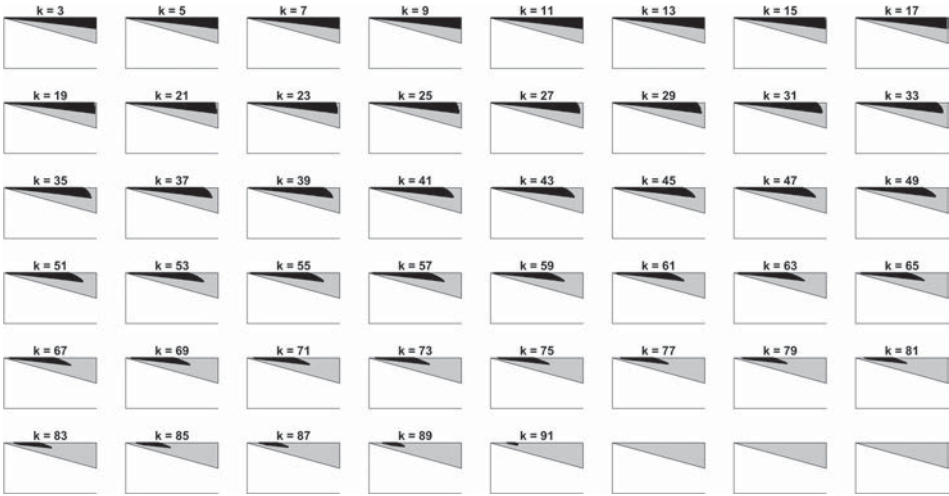 k = 3 k = 5 k = 7 k = 9 k = 11 k = 13 k = 15 k = 17
k = 19 k = 21 k = 23 k = 25 k = 27 k = 29 k = 31 k = 33
k = 35 k = 37 k = 39 k = 41 k = 43 k = 45 k = 47 k = 49
k = 51 k = 53 k = 55 k = 57 k = 59 k = 61 k = 63 k = 65
k = 67 k = 69 k = 71 k = 73 k = 75 k = 77 k = 79 k = 81
k = 83 k = 85 k = 87 k = 89 k = 91